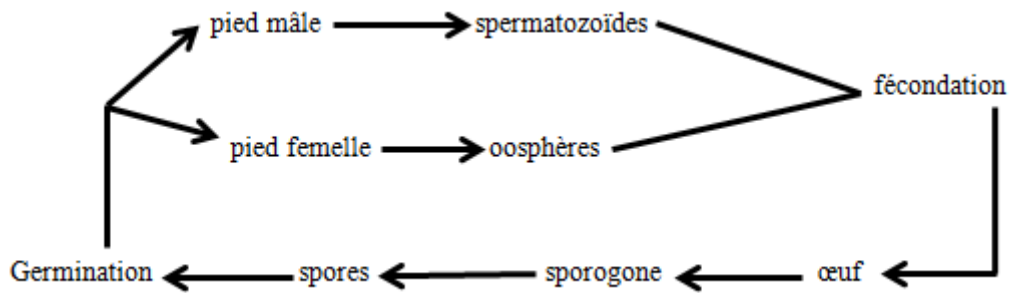 pied mâle
spermatozoïdes
fécondation
pied femelle
oosphères
Germination
spores
sporogone
œuf